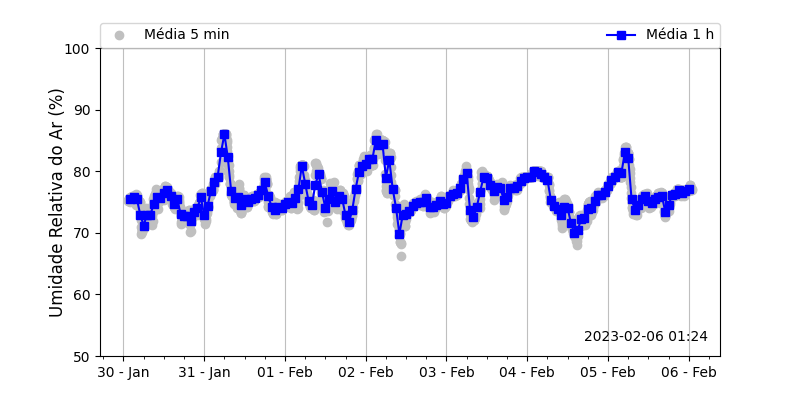 Média 5 min
Média 1 h
Umidade Relativa do Ar (%)
100
90
80
70
60
50
2023-02-06 01:24
30 - Jan
31 - Jan
01 - Feb
02 - Feb
03 - Feb
04 - Feb
05 - Feb
06 - Feb